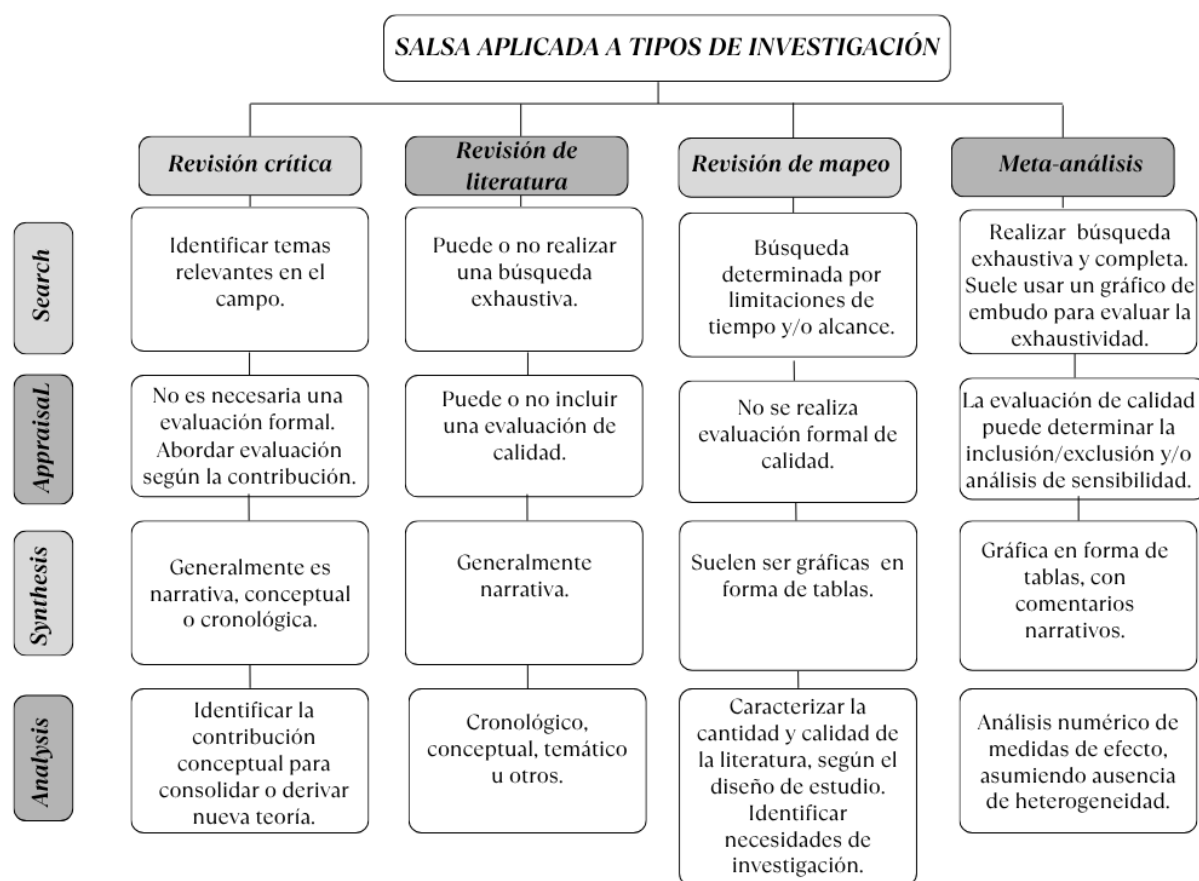 SALSA APLICADA A TIPOS DE INVESTIGACIÓN
Revisión crítica
Revisión de
literatura
Revisión de mapeo
Meta-análisis
Search
Identificar temas
relevantes en el
campo.
Puede o no realizar
una búsqueda
exhaustiva.
Búsqueda
determinada por
limitaciones de
tiempo y/o alcance.
Realizar búsqueda
exhaustiva y completa.
Suele usar un gráfico de
embudo para evaluar la
exhaustividad.
AppraisaL
No es necesaria una
evaluación formal.
Abordar evaluación
según la contribución.
Puede o no incluir
una evaluación de
calidad.
No se realiza
evaluación formal de
calidad.
La evaluación de calidad
puede determinar la
inclusión/exclusión y/o
análisis de sensibilidad.
Synthesis
Generalmente es
narrativa, conceptual
o cronológica.
Generalmente
narrativa.
Suelen ser gráficas en
forma de tablas.
Gráfica en forma de
tablas, con
comentarios
narrativos.
Analysis
Identificar la
contribución
conceptual para
consolidar o derivar
nueva teoría.
Cronológico,
conceptual, temático
u otros.
Caracterizar la
cantidad y calidad de
la literatura, según el
diseño de estudio.
Identificar
necesidades de
investigación.
Análisis numérico de
medidas de efecto,
asumiendo ausencia
de heterogeneidad.